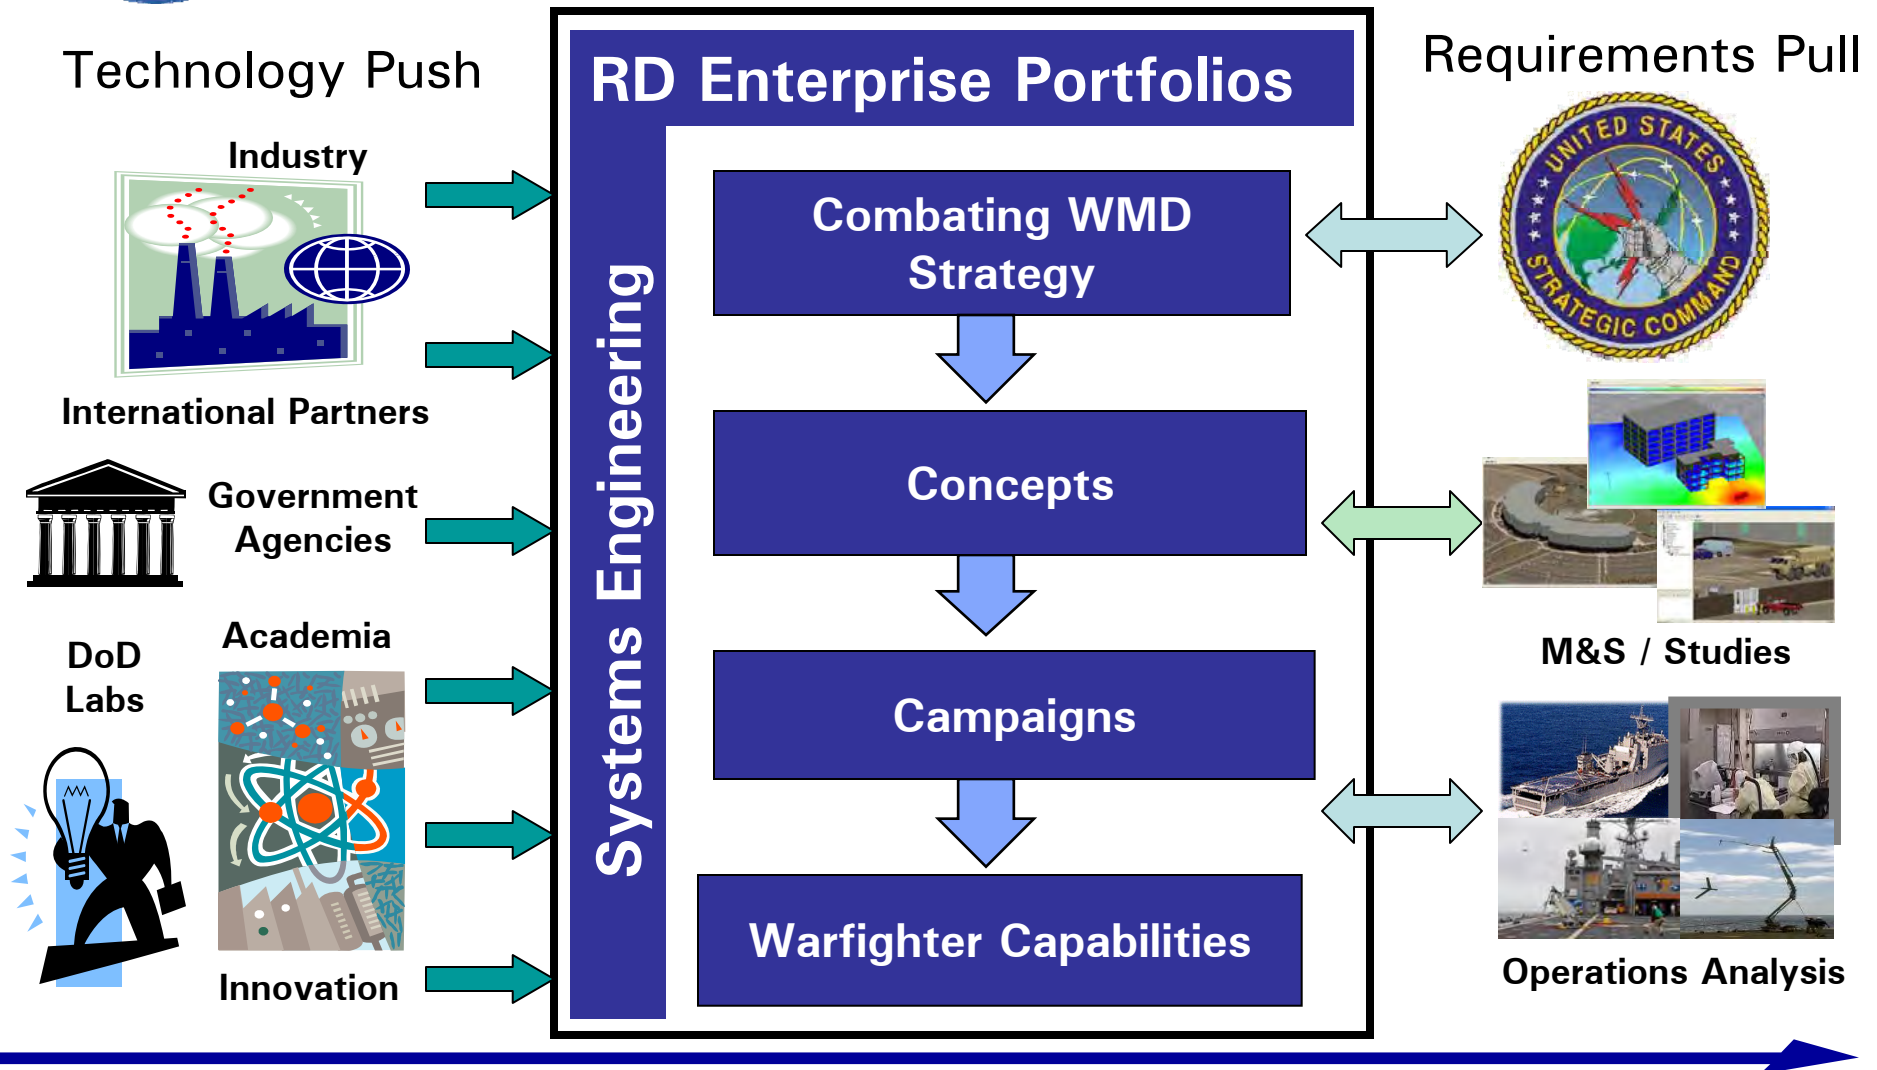 Technology Push
Industry
International Partners
Government
Agencies
Academia
DoD
Labs
Innovation
RD Enterprise Portfolios
Systems Engineering
Combating WMD
Strategy
Concepts
Campaigns
Warfighter Capabilities
Requirements Pull
UNITED STATES
STRATEGIC COMMAND
M&S / Studies
Operations Analysis